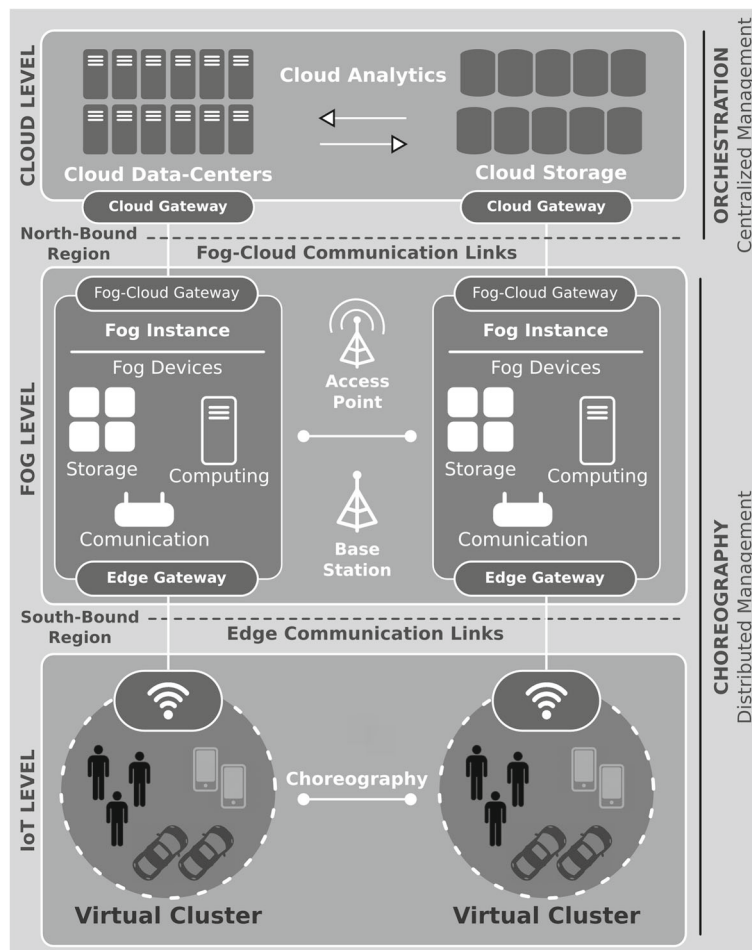 CLOUD LEVEL
Cloud Analytics
Cloud Data-Centers
Cloud Storage
Cloud Gateway
Cloud Gateway
ORCHESTRATION
Centralized Management
North-Bound
Region
Fog-Cloud Communication Links
FOG LEVEL
Fog-Cloud Gateway
Fog Instance
Fog Devices
Storage
Computing
Comunication
Edge Gateway
Access
Point
Base
Station
Fog-Cloud Gateway
Fog Instance
Fog Devices
Storage
Computing
Comunication
Edge Gateway
CHOREOGRAPHY
Distributed Management
South-Bound
Region
Edge Communication Links
IoT LEVEL
Choreography
Virtual Cluster
Virtual Cluster